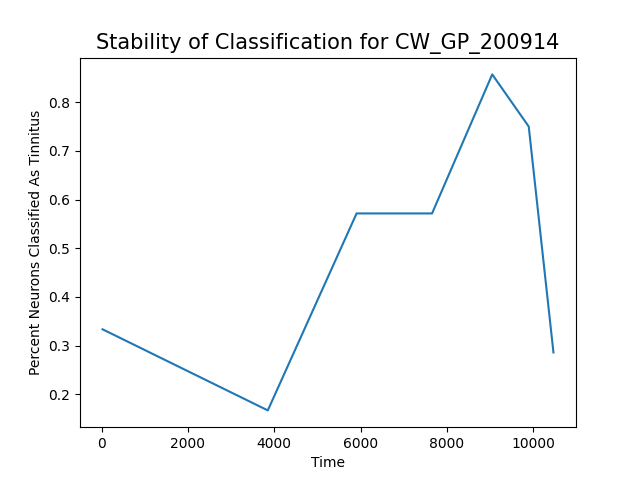 Stability of Classification for CW_GP_200914
Percent Neurons Classified As Tinnitus
0.8
0.7
0.6
0.5
0.4
0.3
0.2
0 2000 4000 6000 8000 10000
Time